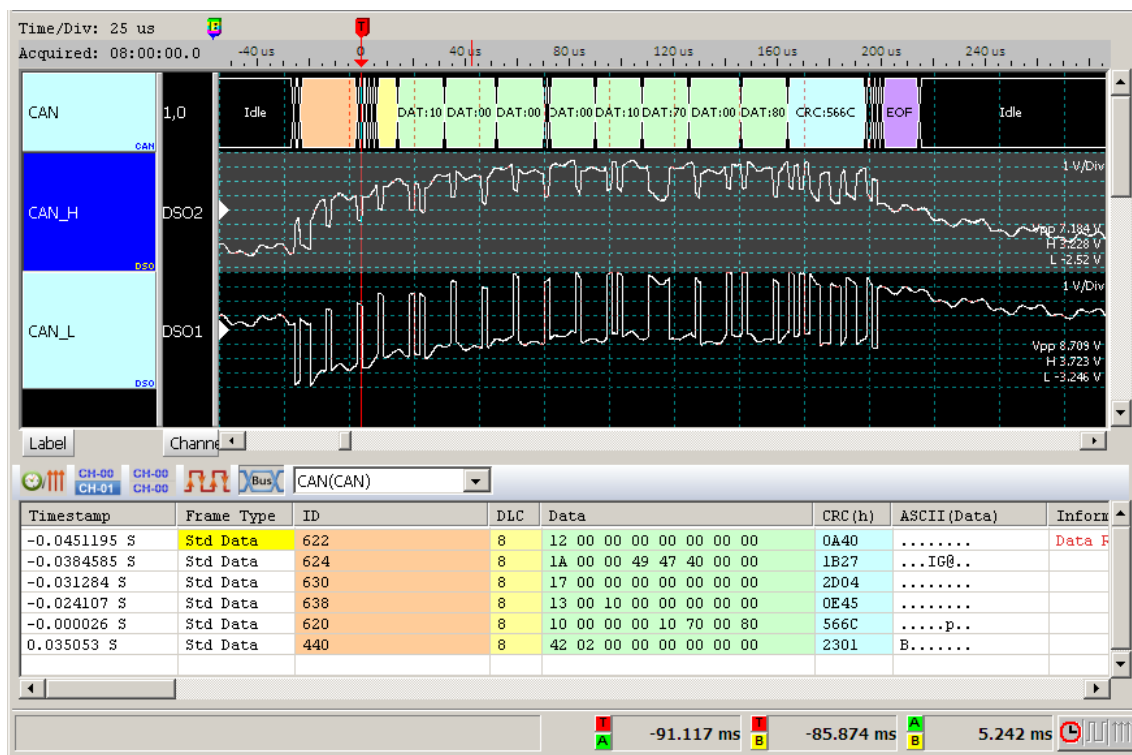 Time/Div: 25 us
Acquired: 08:00:00.0
B
T
-40 us 0 40 us 80 us 120 us 160 us 200 us 240 us
CAN 1,0 Idle DAT:10 DAT:00 DAT:00 DAT:00 DAT:10 DAT:70 DAT:00 DAT:80 CRC:566C EOF Idle
CAN
1 V/Div
CAN_H DSO2
Vpp 7.184 V
H 3.228 V
L -2.52 V
DSO
1 V/Div
CAN_L DSO1
Vpp 8.709 V
H 3.723 V
L -3.246 V
DSO
Label Channe
CH-00 CH-01 CH-00 CH-00 Bus CAN(CAN)
Timestamp Frame Type ID DLC Data CRC(h) ASCII(Data) Inform
-0.0451195 S Std Data 622 8 12 00 00 00 00 00 00 00 0A40 ........ Data R
-0.0384585 S Std Data 624 8 1A 00 00 49 47 40 00 00 1B27 ...IG@..
-0.031284 S Std Data 630 8 17 00 00 00 00 00 00 00 2D04 ........
-0.024107 S Std Data 638 8 13 00 10 00 00 00 00 00 0E45 ........
-0.000026 S Std Data 620 8 10 00 00 00 10 70 00 80 566C .....p..
0.035053 S Std Data 440 8 42 02 00 00 00 00 00 00 2301 B.......
T A -91.117 ms T B -85.874 ms A B 5.242 ms